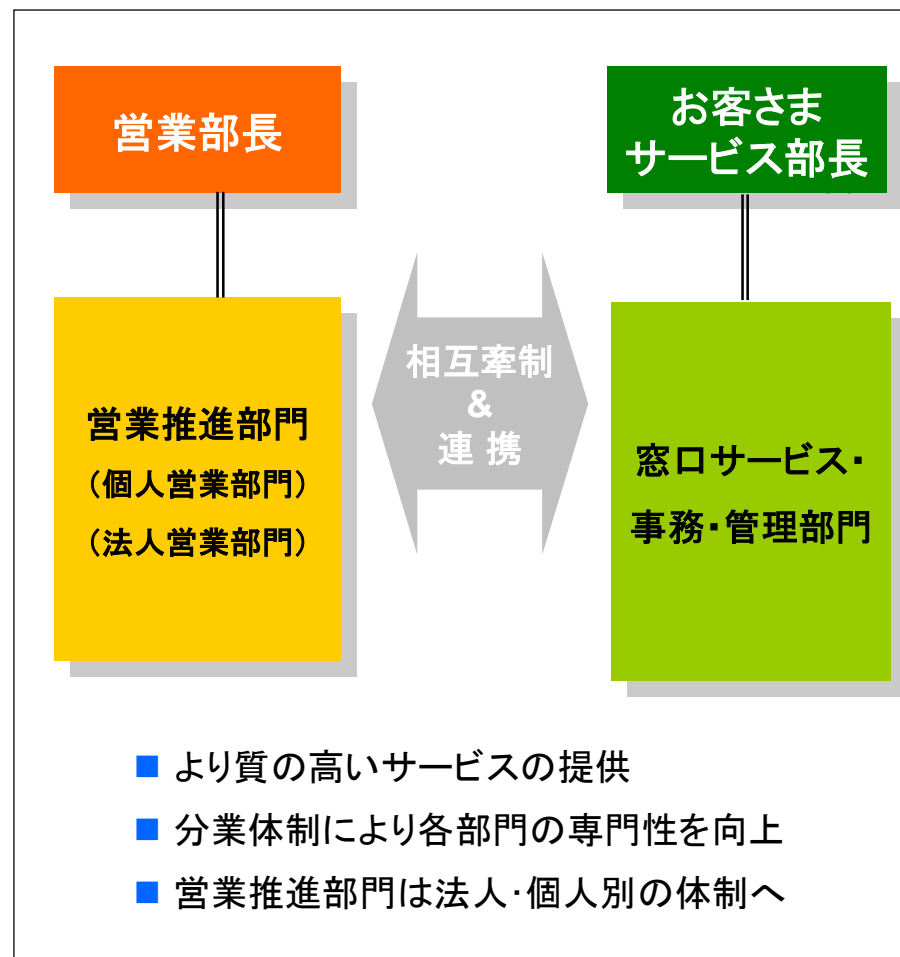 営業部長
お客さま
サービス部長
営業推進部門
（個人営業部門）
（法人営業部門）
相互牽制
&
連 携
窓口サービス・
事務・管理部門
■ より質の高いサービスの提供
■ 分業体制により各部門の専門性を向上
■ 営業推進部門は法人・個人別の体制へ